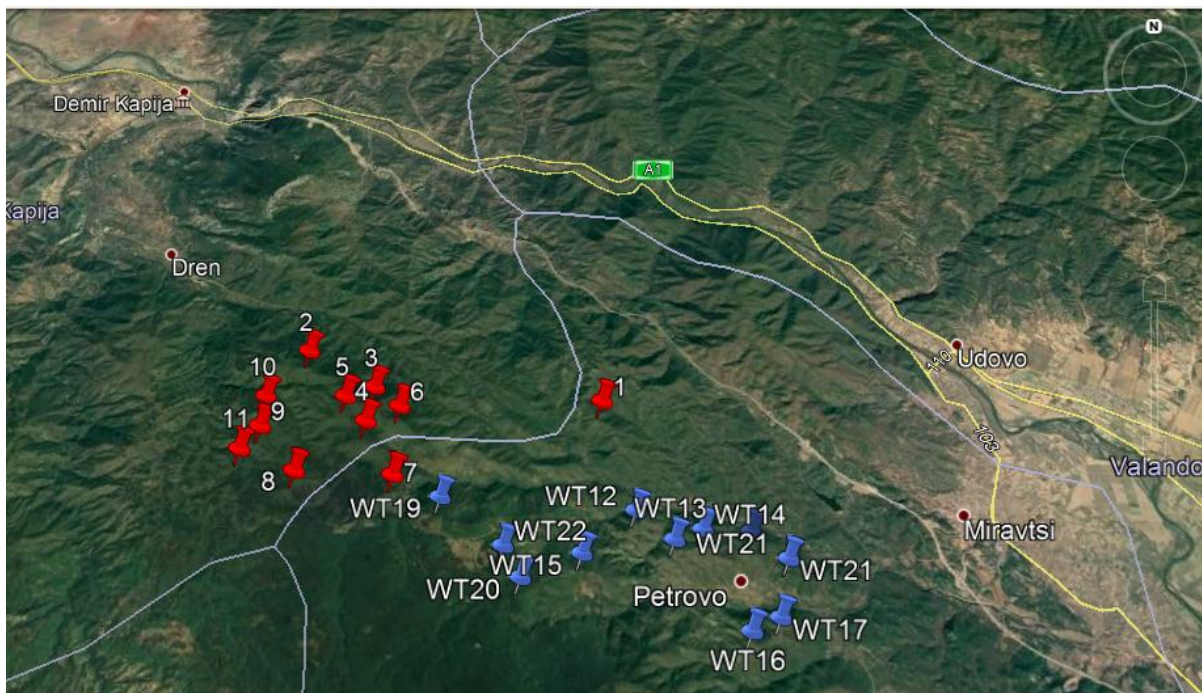 N
Demir Kapija
A1
Kapija
Dren
2
10
5
3
6
1
4
11
9
8
7
110
Udovo
103
Valando
WT19
WT12
WT13
WT14
WT22
WT21
Miravtsi
WT15
WT21
WT20
Petrovo
WT17
WT16